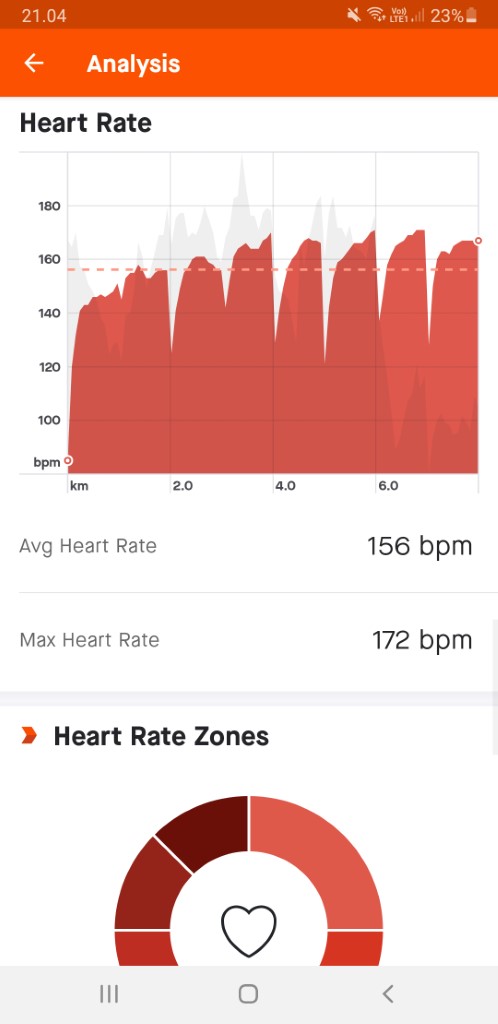 21.04 Vo)) LTE1 23%
Analysis
Heart Rate
180
160
140
120
100
bpm
km 2.0 4.0 6.0
Avg Heart Rate 156 bpm
Max Heart Rate 172 bpm
Heart Rate Zones